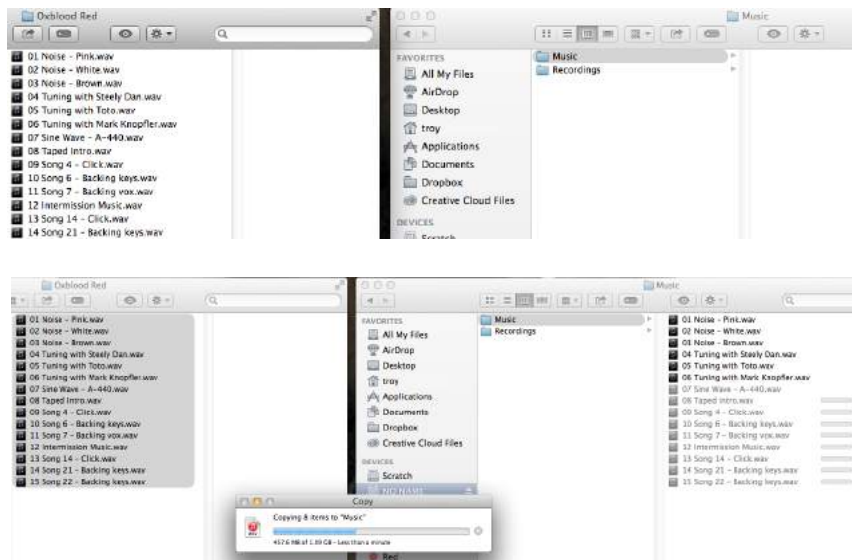 Oxblood Red
01 Noise - Pink.wav
02 Noise - White.wav
03 Noise - Brown.wav
04 Tuning with Steely Dan.wav
05 Tuning with Toto.wav
06 Tuning with Mark Knopfler.wav
07 Sine Wave - A-440.wav
08 Taped Intro.wav
09 Song 4 - Click.wav
10 Song 6 - Backing keys.wav
11 Song 7 - Backing vox.wav
12 Intermission Music.wav
13 Song 14 - Click.wav
14 Song 21 - Backing keys.wav
Music
FAVORITES
All My Files
AirDrop
Desktop
troy
Applications
Documents
Dropbox
Creative Cloud Files
DEVICES
Scratch
Music
Recordings
Oxblood Red
01 Noise - Pink.wav
02 Noise - White.wav
03 Noise - Brown.wav
04 Tuning with Steely Dan.wav
05 Tuning with Toto.wav
06 Tuning with Mark Knopfler.wav
07 Sine Wave - A-440.wav
08 Taped Intro.wav
09 Song 4 - Click.wav
10 Song 6 - Backing keys.wav
11 Song 7 - Backing vox.wav
12 Intermission Music.wav
13 Song 14 - Click.wav
14 Song 21 - Backing keys.wav
15 Song 22 - Backing keys.wav
Music
FAVORITES
All My Files
AirDrop
Desktop
troy
Applications
Documents
Dropbox
Creative Cloud Files
DEVICES
Scratch
NO NAME
Red
Music
Recordings
01 Noise - Pink.wav
02 Noise - White.wav
03 Noise - Brown.wav
04 Tuning with Steely Dan.wav
05 Tuning with Toto.wav
06 Tuning with Mark Knopfler.wav
07 Sine Wave - A-440.wav
08 Taped Intro.wav
09 Song 4 - Click.wav
10 Song 6 - Backing keys.wav
11 Song 7 - Backing vox.wav
12 Intermission Music.wav
13 Song 14 - Click.wav
14 Song 21 - Backing keys.wav
15 Song 22 - Backing keys.wav
Copy
Copying 8 items to "Music"
457.6 MB of GB - Less than a minute